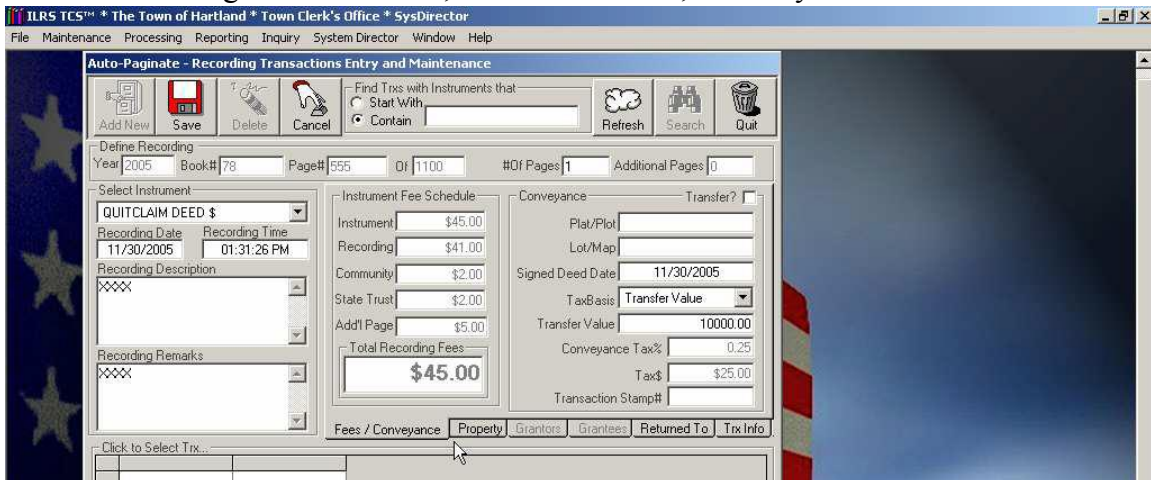 ILRS TCS™ * The Town of Hartland * Town Clerk's Office * SysDirector
File Maintenance Processing Reporting Inquiry System Director Window Help
Auto-Paginate - Recording Transactions Entry and Maintenance
Add New Save Delete Cancel
Find Trxs with Instruments that
Start With
Contain
Refresh Search Quit
Define Recording
Year 2005 Book# 78 Page# 555 Of 1100 #Of Pages 1 Additional Pages 0
Select Instrument
QUITCLAIM DEED $
Recording Date Recording Time
11/30/2005 01:31:26 PM
Recording Description
XXXX
Recording Remarks
XXXX
Instrument Fee Schedule
Instrument $45.00
Recording $41.00
Community $2.00
State Trust $2.00
Add'l Page $5.00
Total Recording Fees
$45.00
Conveyance Transfer?
Plat/Plot
Lot/Map
Signed Deed Date 11/30/2005
TaxBasis Transfer Value
Transfer Value 10000.00
Conveyance Tax% 0.25
Tax$ $25.00
Transaction Stamp#
Fees / Conveyance Property Grantors Grantees Returned To Trx Info
Click to Select Trx...